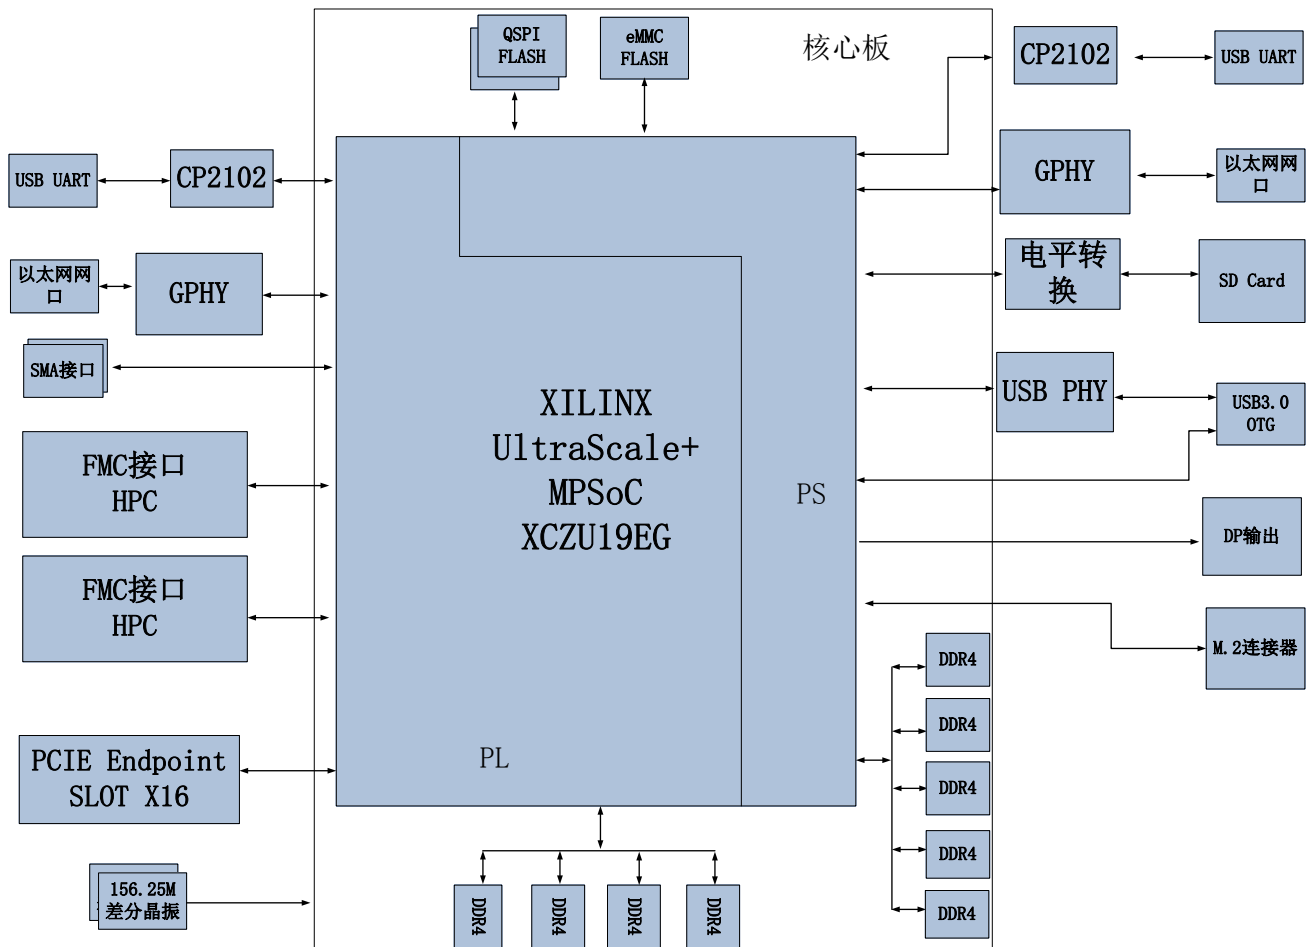 QSPI
FLASH
eMMC
FLASH
核心板
CP2102
USB UART
USB UART
CP2102
GPHY
以太网网
口
以太网网
口
GPHY
电平转
换
SD Card
SMA接口
USB PHY
USB3.0
OTG
XILINX
UltraScale+
MPSoC
XCZU19EG
PS
FMC接口
HPC
DP输出
FMC接口
HPC
M.2连接器
DDR4
DDR4
DDR4
DDR4
DDR4
PL
PCIE Endpoint
SLOT X16
156.25M
差分晶振
DDR4
DDR4
DDR4
DDR4